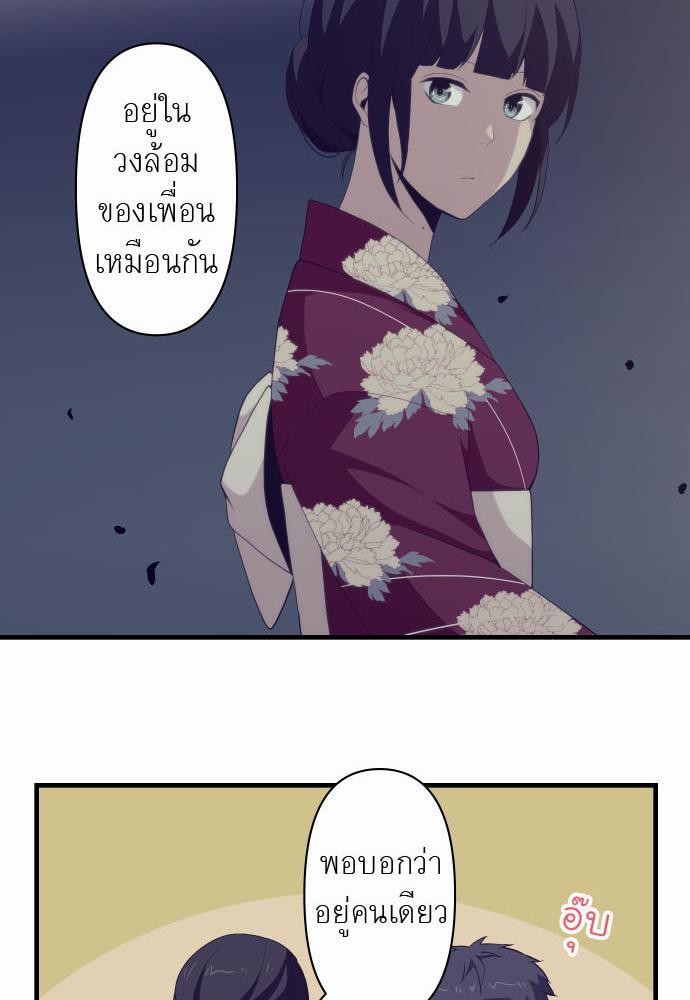 อยู่ใน
วงล้อม
ของเพื่อน
เหมือนกัน
พอบอกว่า
อยู่คนเดียว
อุ๊บ